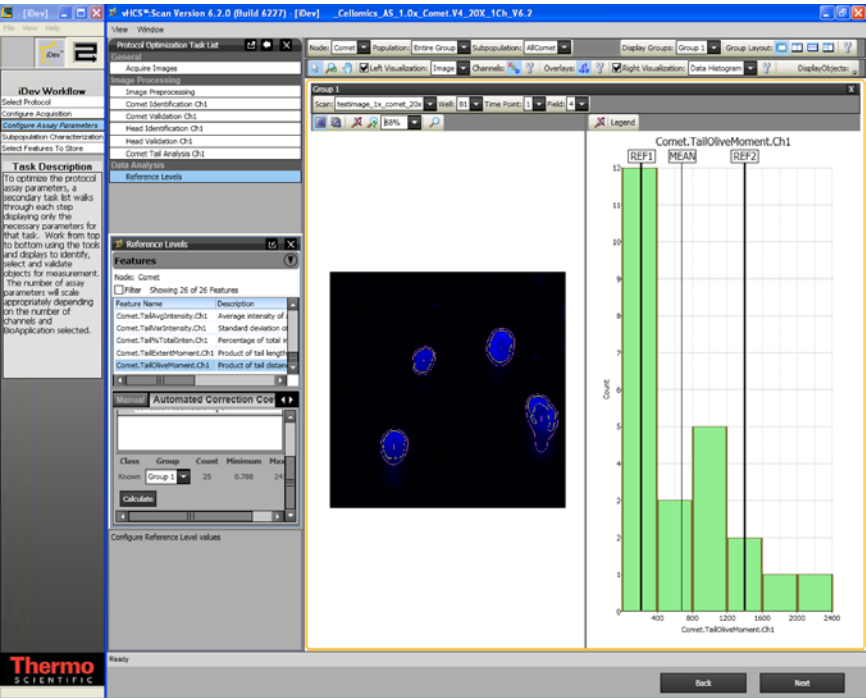 - [iDev]
File View Help
iDev™
iDev Workflow
Select Protocol
Configure Acquisition
Configure Assay Parameters
Subpopulation Characterization
Select Features To Store
Task Description
To optimize the protocol
assay parameters, a
secondary task list walks
through each step
displaying only the
necessary parameters for
that task. Work from top
to bottom using the tools
and displays to identify,
select and validate
objects for measurement.
The number of assay
parameters will scale
appropriately depending
on the number of
channels and
BioApplication selected.
Thermo
SCIENTIFIC
vHCS™:Scan Version 6.2.0 (Build 6227) - [iDev] _Cellomics_AS_1.0x_Comet.V4_20X_1Ch_V6.2
View Window
Protocol Optimization Task List
General
Acquire Images
Image Processing
Image Preprocessing
Comet Identification Ch1
Comet Validation Ch1
Head Identification Ch1
Head Validation Ch1
Comet Tail Analysis Ch1
Data Analysis
Reference Levels
Reference Levels
Features
Node: Comet
Filter Showing 26 of 26 Features
Feature Name Description
Comet.TailAvgIntensity.Ch1 Average intensity of
Comet.TailVarIntensity.Ch1 Standard deviation of
Comet.Tail%TotalInten.Ch1 Percentage of total in
Comet.TailExtentMoment.Ch1 Product of tail length
Comet.TailOliveMoment.Ch1 Product of tail distan
Manual Automated Correction Coef
Class Group Count Minimum Max
Known Group 1 25 0.788 24
Calculate
Configure Reference Level values
Node: Comet Population: Entire Group Subpopulation: AllComet Display Groups: Group 1 Group Layout:
Left Visualization: Image Channels: Overlays: Right Visualization: Data Histogram DisplayObjects:
Group 1 X
Scan: testimage_1x_comet_20x Well: B1 Time Point: 1 Field: 4
68%
Legend
Comet.TailOliveMoment.Ch1
REF1 MEAN REF2
12
10
9
8
7
6
5
4
3
2
1
0
Count
400 800 1200 1600 2000 2400
Comet.TailOliveMoment.Ch1
Ready
Back Next